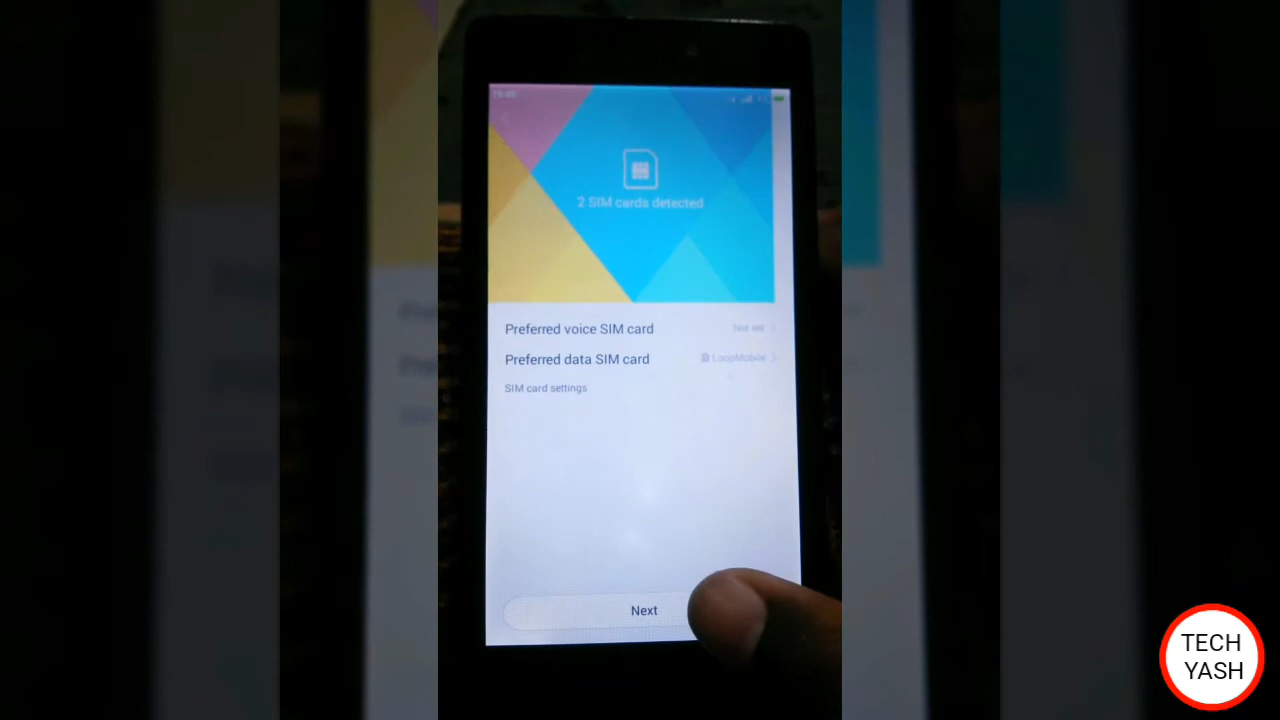 2 SIM cards detected
Preferred voice SIM card
Not set
Preferred data SIM card
LoopMobile
SIM card settings
Next
TECH
YASH